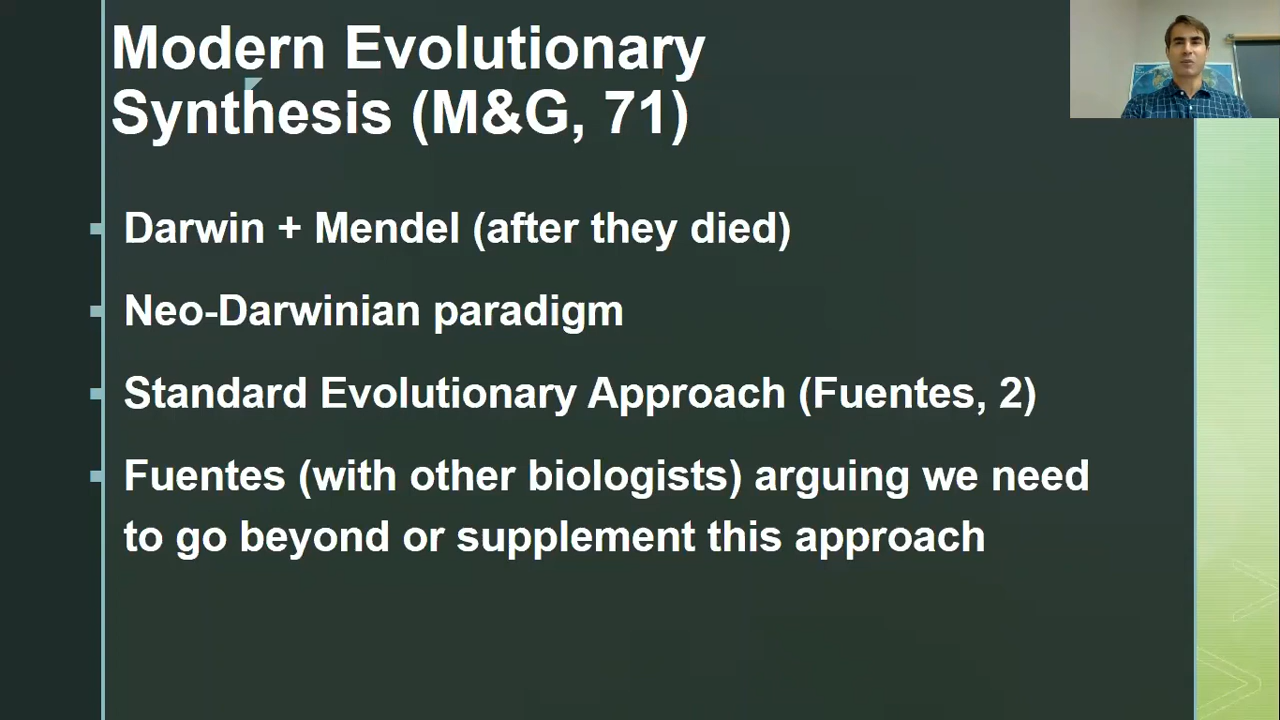 Modern Evolutionary
Synthesis (M&G, 71)
Darwin + Mendel (after they died)
Neo-Darwinian paradigm
Standard Evolutionary Approach (Fuentes, 2)
Fuentes (with other biologists) arguing we need
to go beyond or supplement this approach